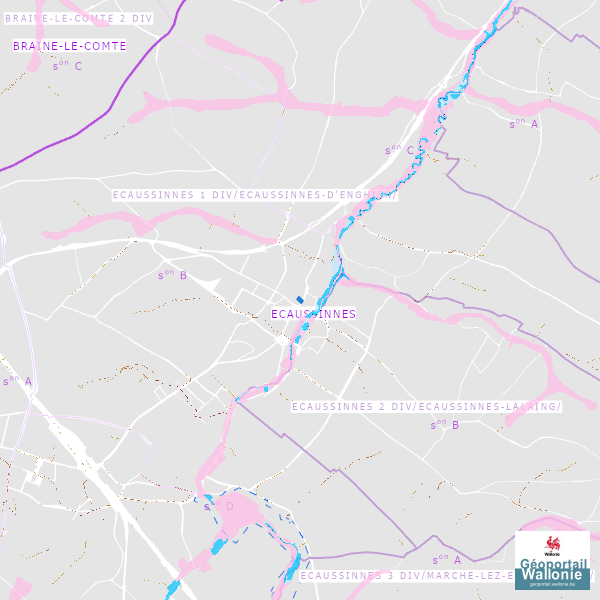 BRAINE-LE-COMTE 2 DIV
BRAINE-LE-COMTE
sᵒⁿ C
sᵒⁿ A
sᵒⁿ C
ECAUSSINNES 1 DIV/ECAUSSINNES-D'ENGHIEN/
sᵒⁿ B
ECAUSSINNES
sᵒⁿ A
ECAUSSINNES 2 DIV/ECAUSSINNES-LALAING/
sᵒⁿ B
D
sᵒⁿ A
ECAUSSINNES 3 DIV/MARCHE-LEZ-E
Wallonie
Géoportail
Wallonie
geoportail.wallonie.be